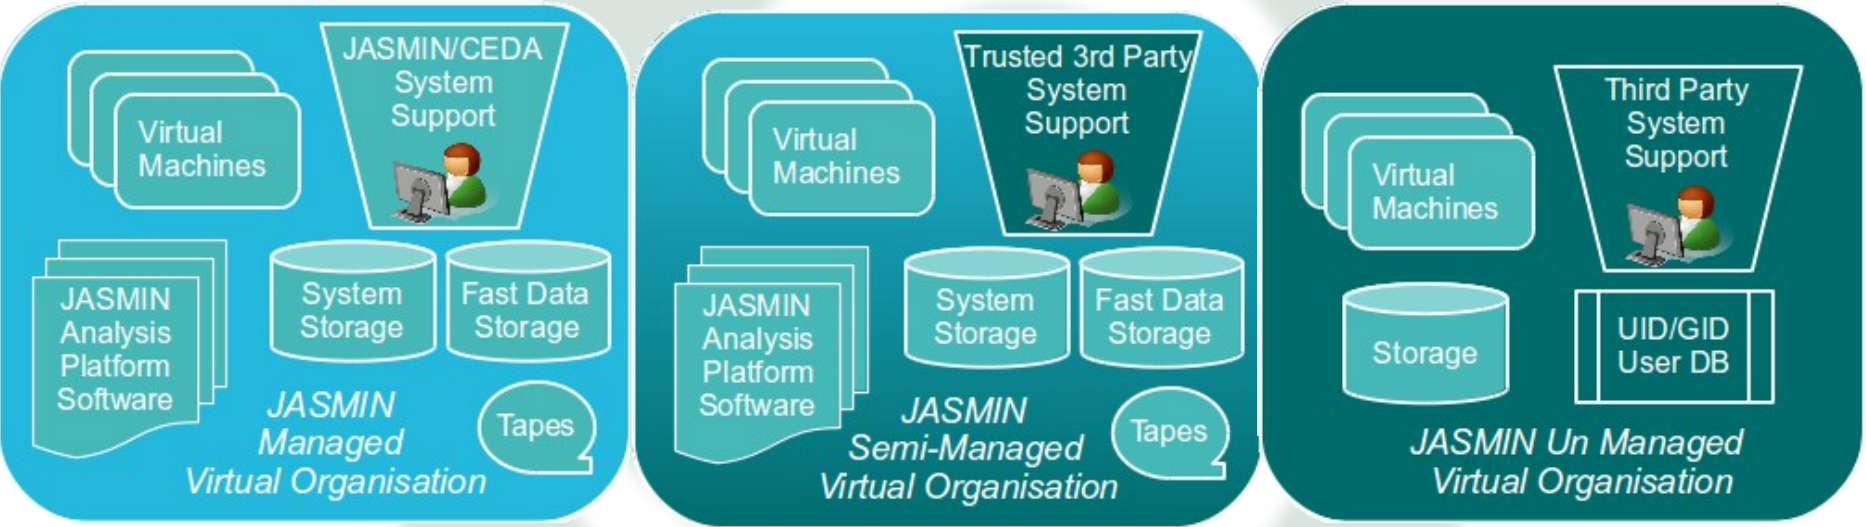 JASMIN/CEDA
System
Support
Virtual
Machines
JASMIN
Analysis
Platform
Software
System
Storage
Fast Data
Storage
Tapes
JASMIN
Managed
Virtual Organisation
Trusted 3rd Party
System
Support
Virtual
Machines
JASMIN
Analysis
Platform
Software
System
Storage
Fast Data
Storage
Tapes
JASMIN
Semi-Managed
Virtual Organisation
Third Party
System
Support
Virtual
Machines
Storage
UID/GID
User DB
JASMIN Un Managed
Virtual Organisation